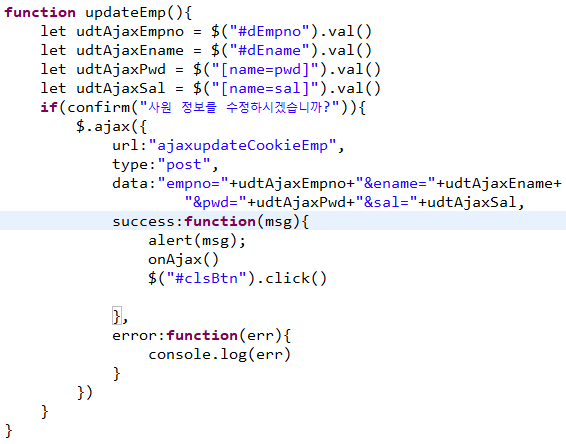 function updateEmp(){
    let udtAjaxEmpno = $("#dEmpno").val()
    let udtAjaxEname = $("#dEname").val()
    let udtAjaxPwd = $("[name=pwd]").val()
    let udtAjaxSal = $("[name=sal]").val()
    if(confirm("사원 정보를 수정하시겠습니까?")){
        $.ajax({
            url:"ajaxupdateCookieEmp",
            type:"post",
            data:"empno="+udtAjaxEmpno+"&ename="+udtAjaxEname+
                    "&pwd="+udtAjaxPwd+"&sal="+udtAjaxSal,
            success:function(msg){
                alert(msg);
                onAjax()
                $("#clsBtn").click()

            },
            error:function(err){
                console.log(err)
            }
        })
    }
}